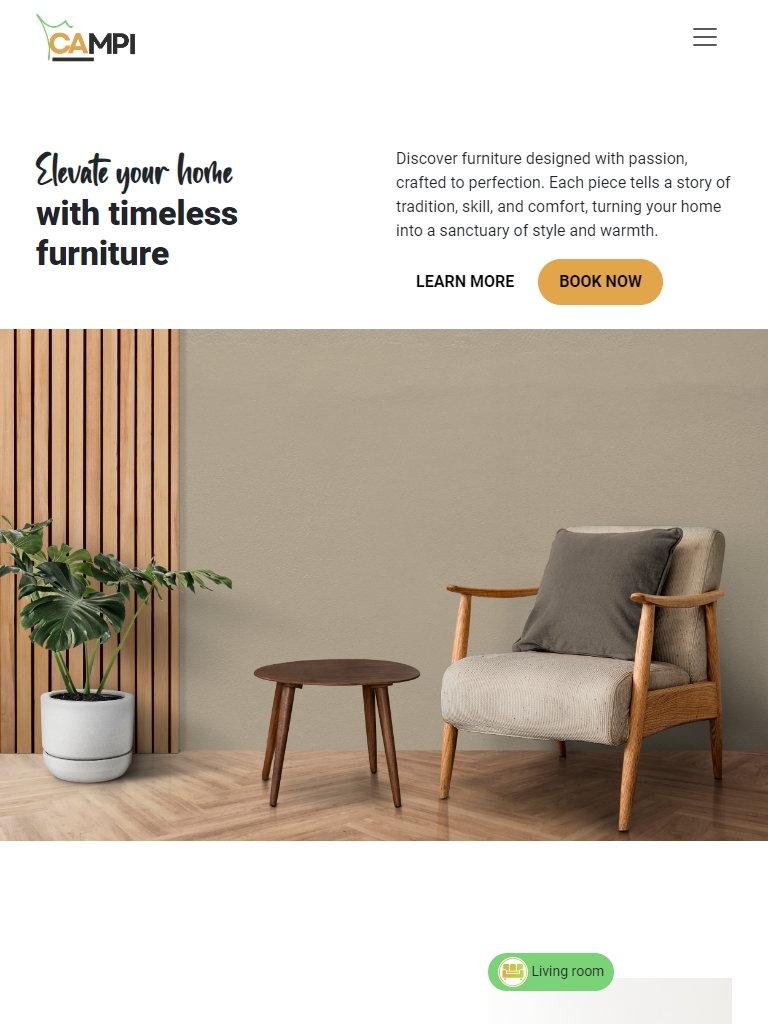 CAMPI
Elevate your home
with timeless
furniture
Discover furniture designed with passion,
crafted to perfection. Each piece tells a story of
tradition, skill, and comfort, turning your home
into a sanctuary of style and warmth.
LEARN MORE
BOOK NOW
Living room